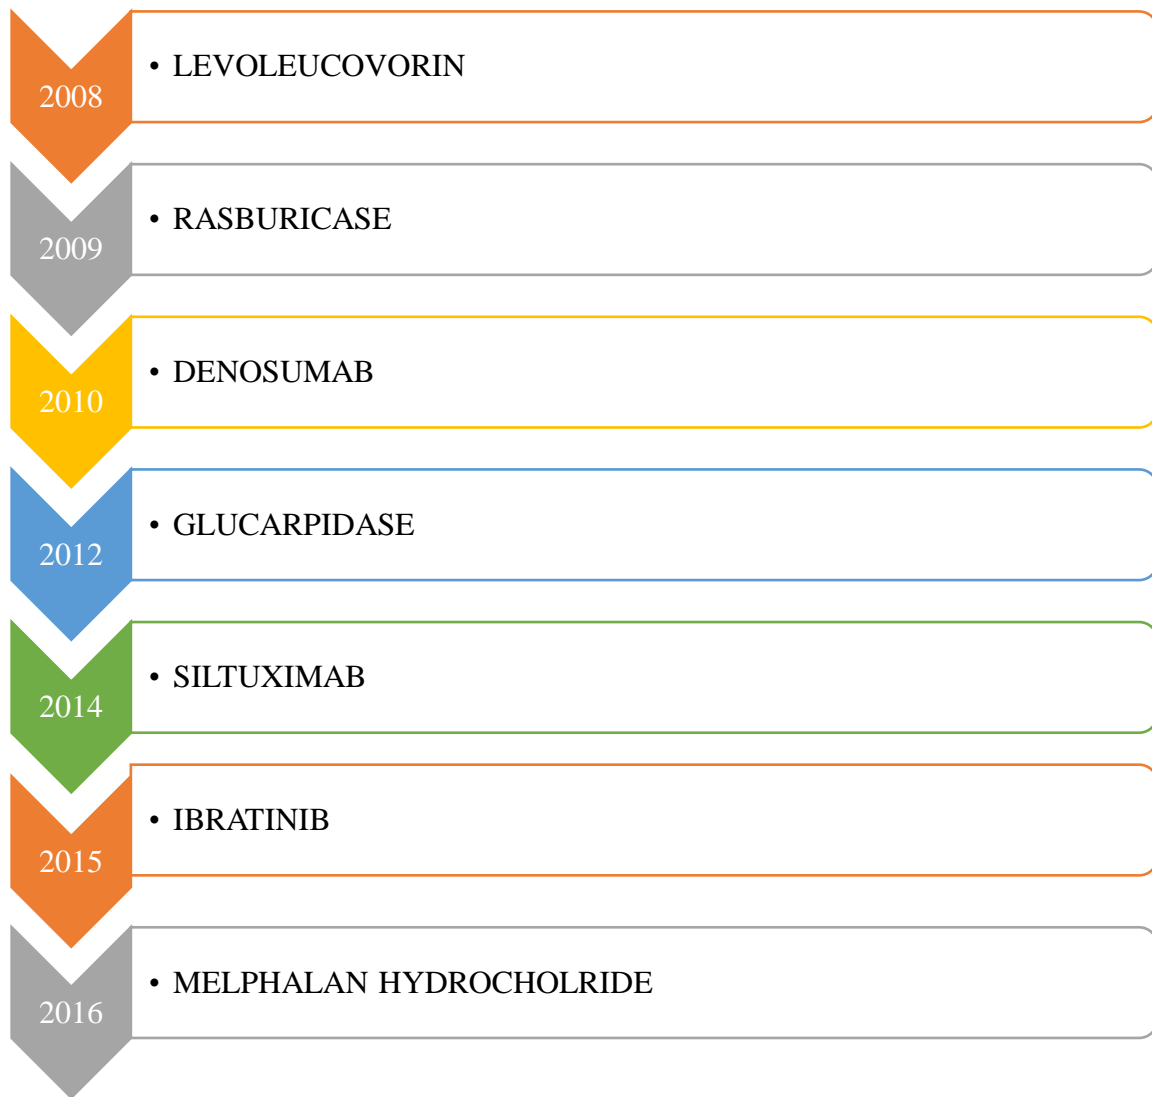 2008
• LEVOLEUCOVORIN
2009
• RASBURICASE
2010
• DENOSUMAB
2012
• GLUCARPIDASE
2014
• SILTUXIMAB
2015
• IBRATINIB
2016
• MELPHALAN HYDROCHOLRIDE